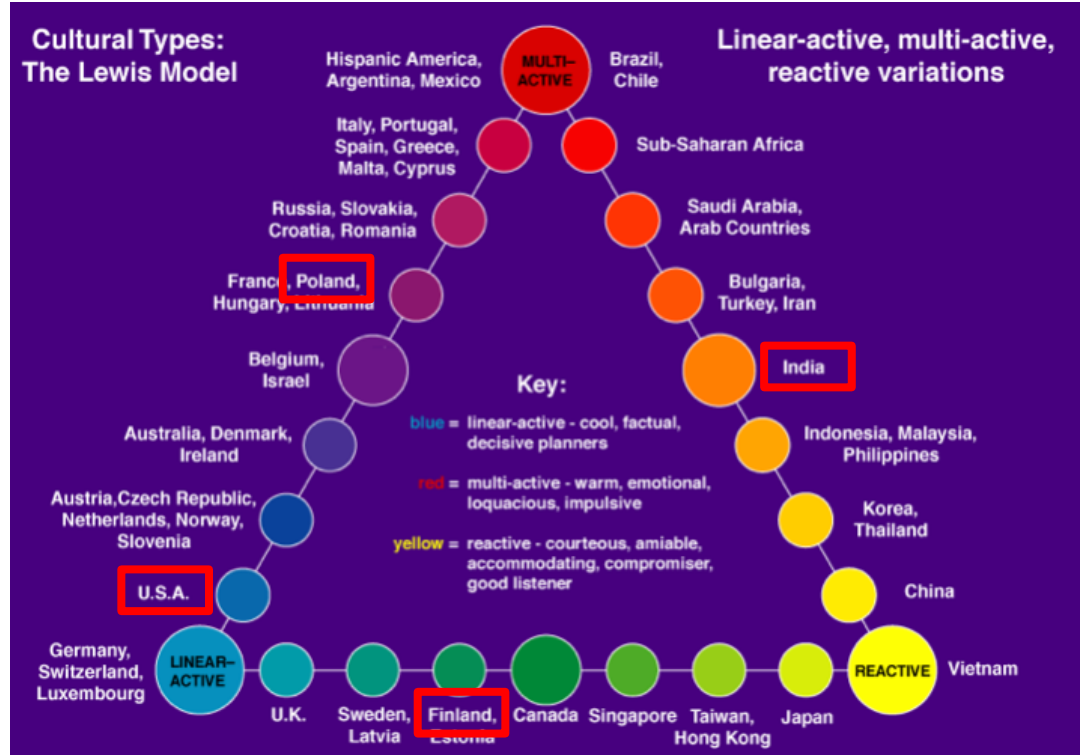 Cultural Types:
The Lewis Model
Linear-active, multi-active,
reactive variations
Hispanic America,
Argentina, Mexico
MULTI–
ACTIVE
Brazil,
Chile
Italy, Portugal,
Spain, Greece,
Malta, Cyprus
Sub-Saharan Africa
Russia, Slovakia,
Croatia, Romania
Saudi Arabia,
Arab Countries
France, Poland,
Hungary, Lithuania
Bulgaria,
Turkey, Iran
Belgium,
Israel
India
Key:
blue = linear-active - cool, factual,
decisive planners
red = multi-active - warm, emotional,
loquacious, impulsive
yellow = reactive - courteous, amiable,
accommodating, compromiser,
good listener
Australia, Denmark,
Ireland
Indonesia, Malaysia,
Philippines
Austria,Czech Republic,
Netherlands, Norway,
Slovenia
Korea,
Thailand
U.S.A.
China
Germany,
Switzerland,
Luxembourg
LINEAR–
ACTIVE
REACTIVE
Vietnam
U.K.
Sweden,
Latvia
Finland,
Estonia
Canada
Singapore
Taiwan,
Hong Kong
Japan